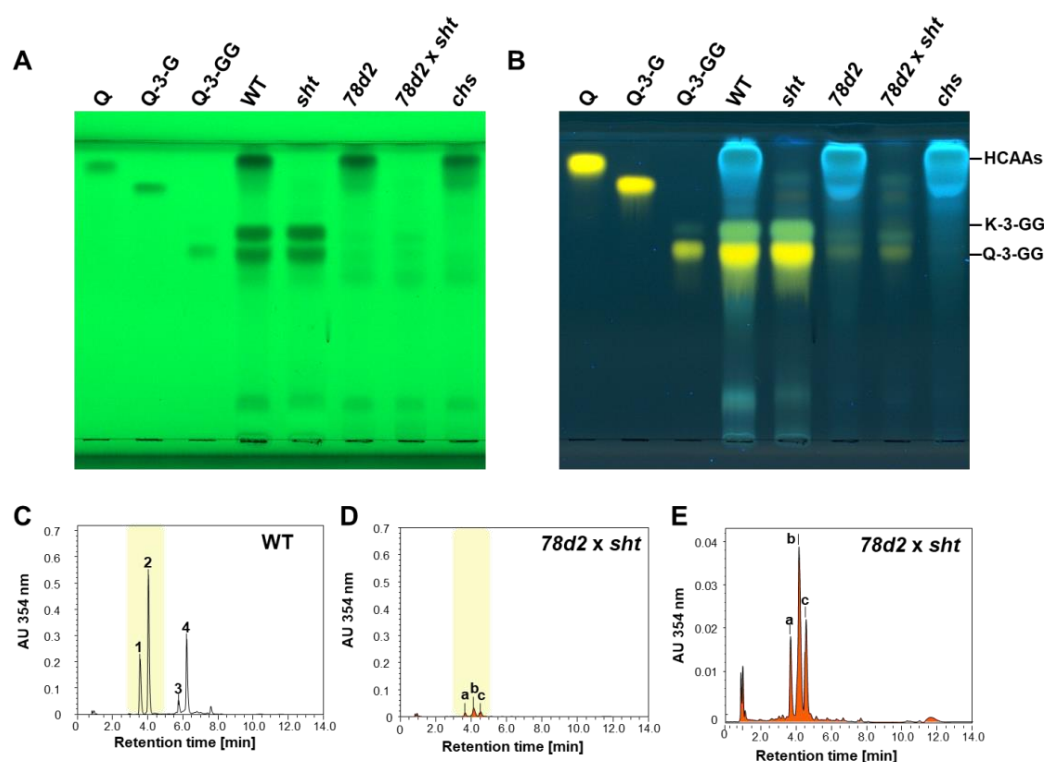 A
Q
Q-3-G
Q-3-GG
WT
sht
78d2
78d2 x sht
chs
B
Q
Q-3-G
Q-3-GG
WT
sht
78d2
78d2 x sht
chs
HCAAs
K-3-GG
Q-3-GG
C
WT
AU 354 nm
0.7
0.6
0.5
0.4
0.3
0.2
0.1
0
1
2
3
4
0.0 2.0 4.0 6.0 8.0 10.0 12.0 14.0
Retention time [min]
D
78d2 x sht
AU 354 nm
0.7
0.6
0.5
0.4
0.3
0.2
0.1
0
a
b
c
0.0 2.0 4.0 6.0 8.0 10.0 12.0 14.0
Retention time [min]
E
78d2 x sht
AU 354 nm
0.04
0.03
0.02
0.01
0.0
a
b
c
0.0 2.0 4.0 6.0 8.0 10.0 12.0 14.0
Retention time [min]